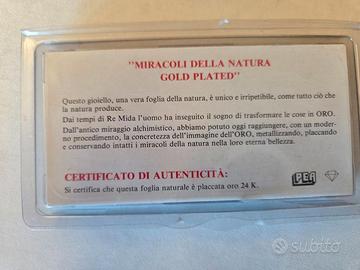 "MIRACOLI DELLA NATURA
GOLD PLATED"
Questo gioiello, una vera foglia della natura, è unico e irripetibile, come tutto ciò che
la natura produce.
Dai tempi di Re Mida l'uomo ha inseguito il sogno di trasformare le cose in ORO.
Dall'antico miraggio alchimistico, abbiamo potuto oggi raggiungere, con un moder-
no procedimento, la concretezza dell'immagine dell'ORO, metallizzando, placcando
e conservando intatti i miracoli della natura nella loro eterna bellezza.
CERTIFICATO DI AUTENTICITÀ:
Si certifica che questa foglia naturale è placcata oro 24 K.
PER
subito